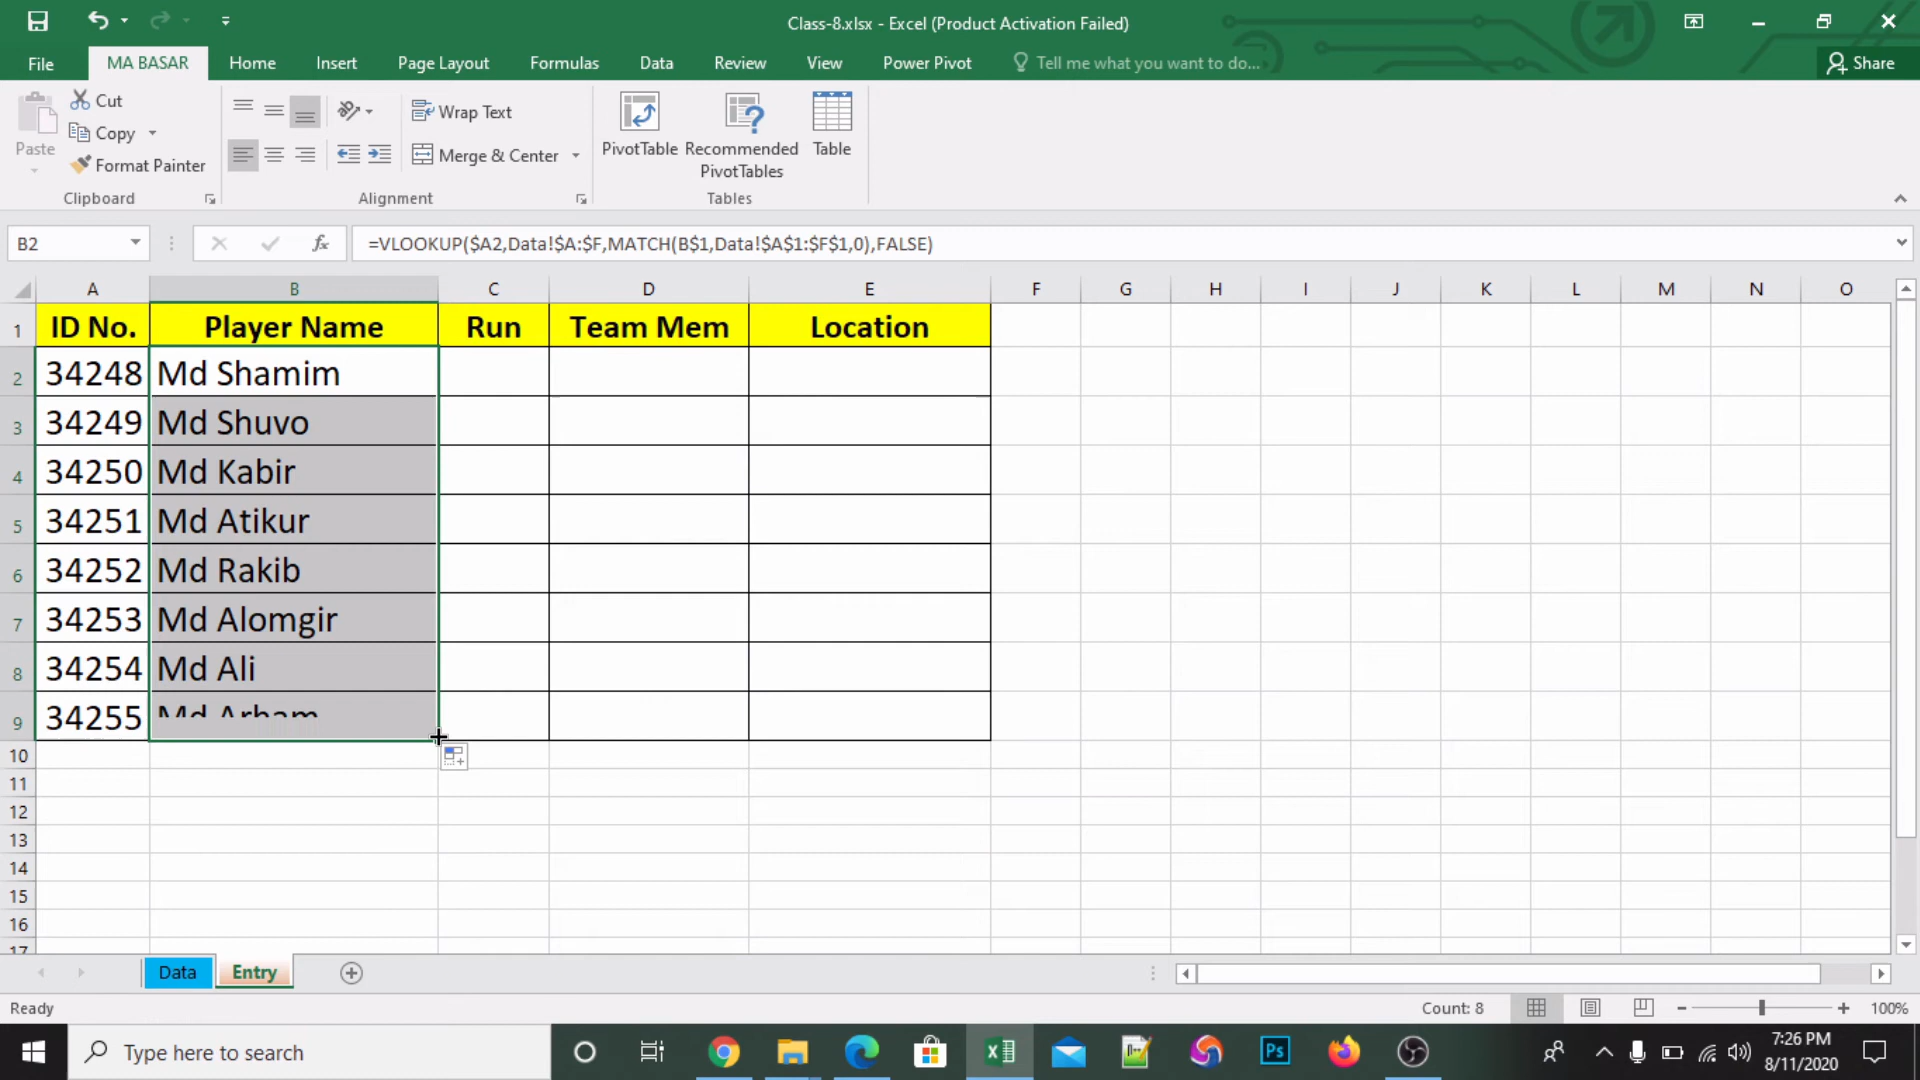 Class-8.xlsx - Excel (Product Activation Failed)
File MA BASAR Home Insert Page Layout Formulas Data Review View Power Pivot Tell me what you want to do... Share
Paste Cut Copy Format Painter
Clipboard
Wrap Text
Merge & Center
Alignment
PivotTable Recommended PivotTables Table
Tables
B2 fx =VLOOKUP($A2,Data!$A:$F,MATCH(B$1,Data!$A$1:$F$1,0),FALSE)
A B C D E F G H I J K L M N O
1 ID No. Player Name Run Team Mem Location
2 34248 Md Shamim
3 34249 Md Shuvo
4 34250 Md Kabir
5 34251 Md Atikur
6 34252 Md Rakib
7 34253 Md Alomgir
8 34254 Md Ali
9 34255 Md Arham
10
11
12
13
14
15
16
17
Data Entry
Ready Count: 8 100%
Type here to search Ps 7:26 PM
8/11/2020